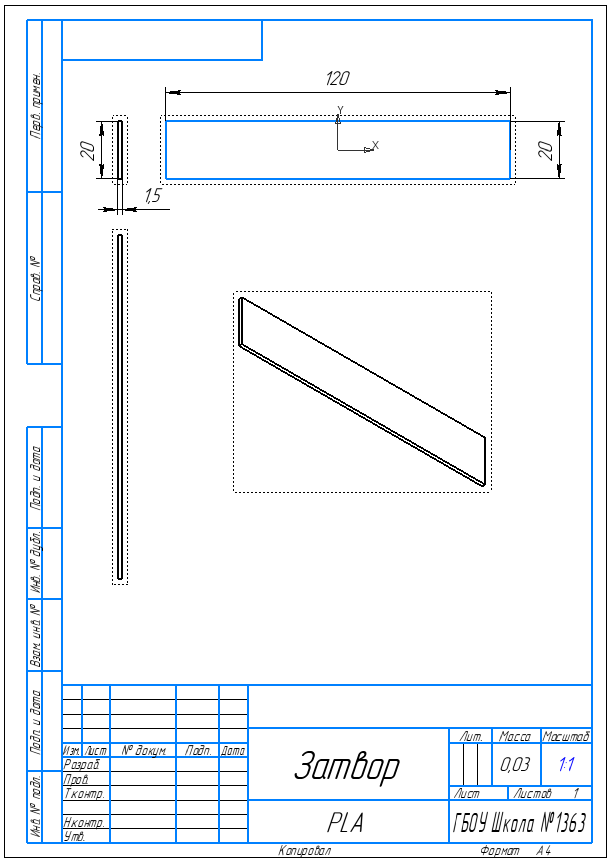 120
Y
X
20
20
1,5
Перв. примен.
Справ. №
Подп. и дата
Инв. № дубл.
Взам. инв. №
Подп. и дата
Инв. № подл.
Изм. Лист № докум. Подп. Дата
Разраб.
Пров.
Т.контр.
Н.контр.
Утв.
Затвор
PLA
Лит. Масса Масштаб
0,03 1:1
Лист Листов 1
ГБОУ Школа №1363
Копировал Формат А4